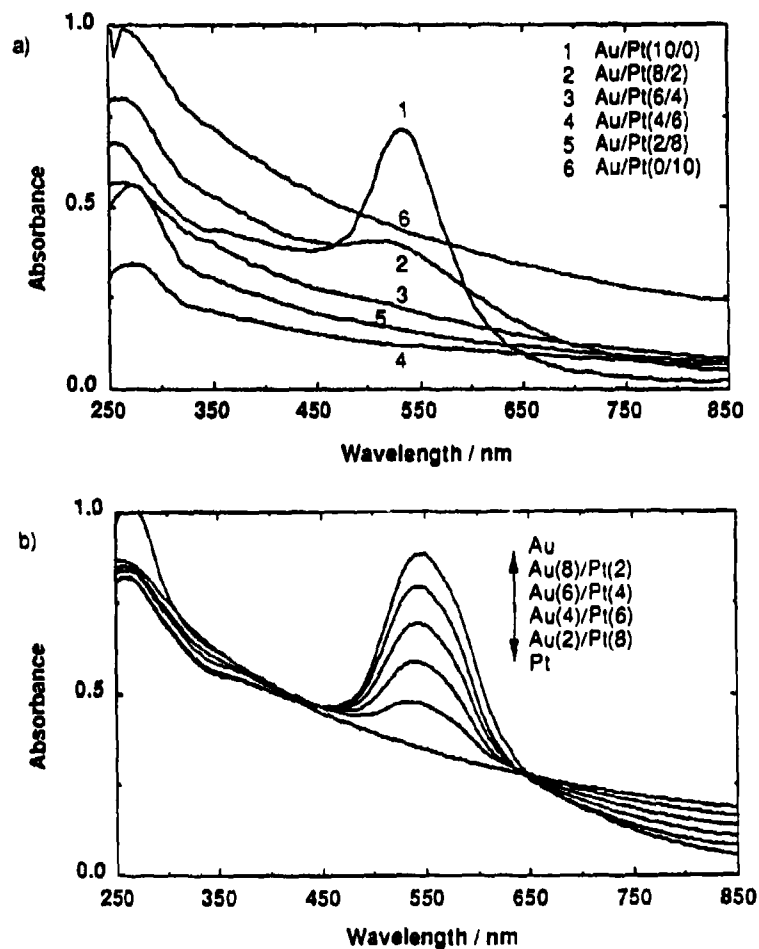 a)
1.0
0.5
0.0
Absorbance
1 Au/Pt(10/0)
2 Au/Pt(8/2)
3 Au/Pt(6/4)
4 Au/Pt(4/6)
5 Au/Pt(2/8)
6 Au/Pt(0/10)
1
6
2
3
5
4
250 350 450 550 650 750 850
Wavelength / nm
b)
1.0
0.5
0.0
Absorbance
Au
Au(8)/Pt(2)
Au(6)/Pt(4)
Au(4)/Pt(6)
Au(2)/Pt(8)
Pt
250 350 450 550 650 750 850
Wavelength / nm